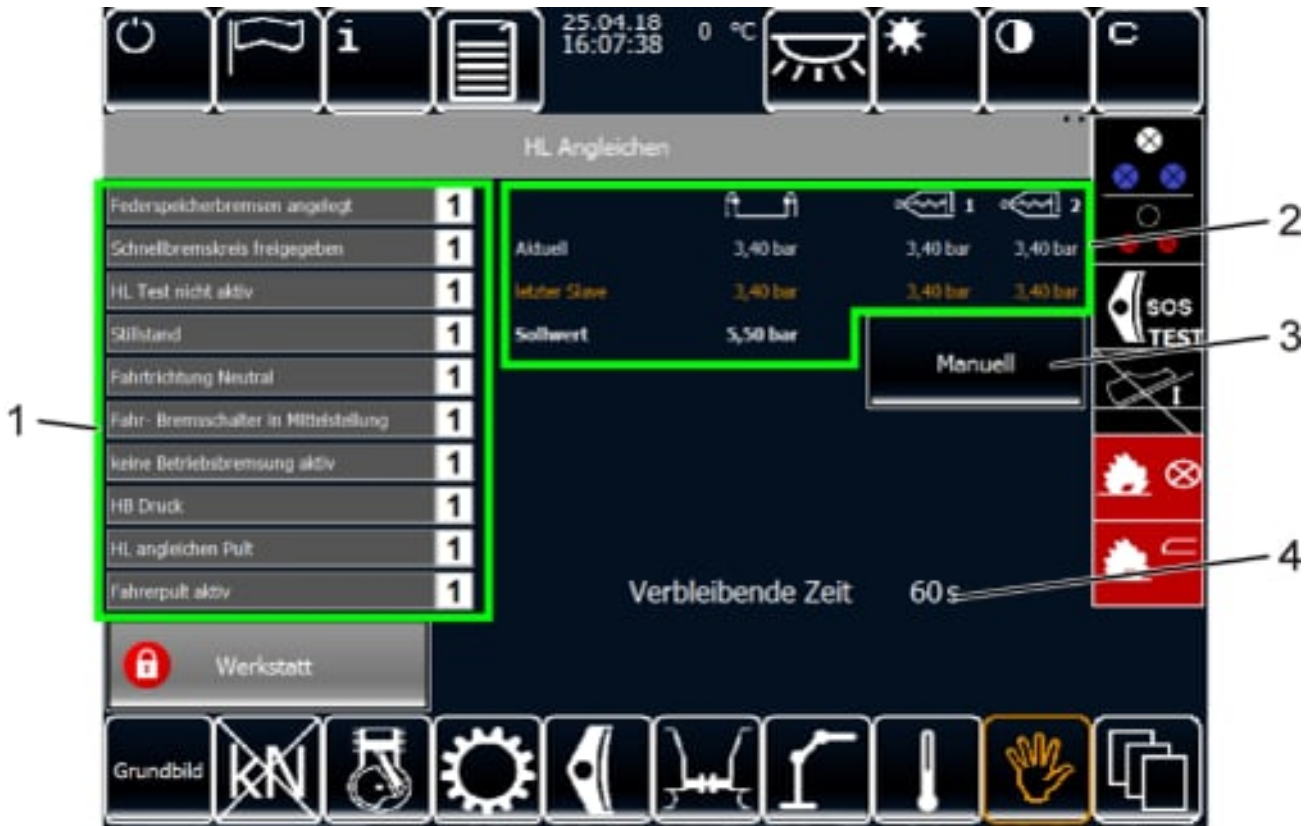 25.04.18 0 °C
16:07:38
i
C
HL Angleichen
Federspeicherbremsen angelegt 1
Schnellbremskreis freigegeben 1
HL Test nicht aktiv 1
Stillstand 1
Fahrtrichtung Neutral 1
Fahr- Bremsschalter in Mittelstellung 1
keine Betriebsbremsung aktiv 1
HB Druck 1
HL angleichen Pult 1
Fahrerpult aktiv 1
1
1 2
Aktuell 3,40 bar 3,40 bar 3,40 bar
letzter Slave 3,40 bar 3,40 bar 3,40 bar
Sollwert 5,50 bar
2
Manuell
3
Verbleibende Zeit 60 s
4
SOS
TEST
1
Werkstatt
Grundbild
kN